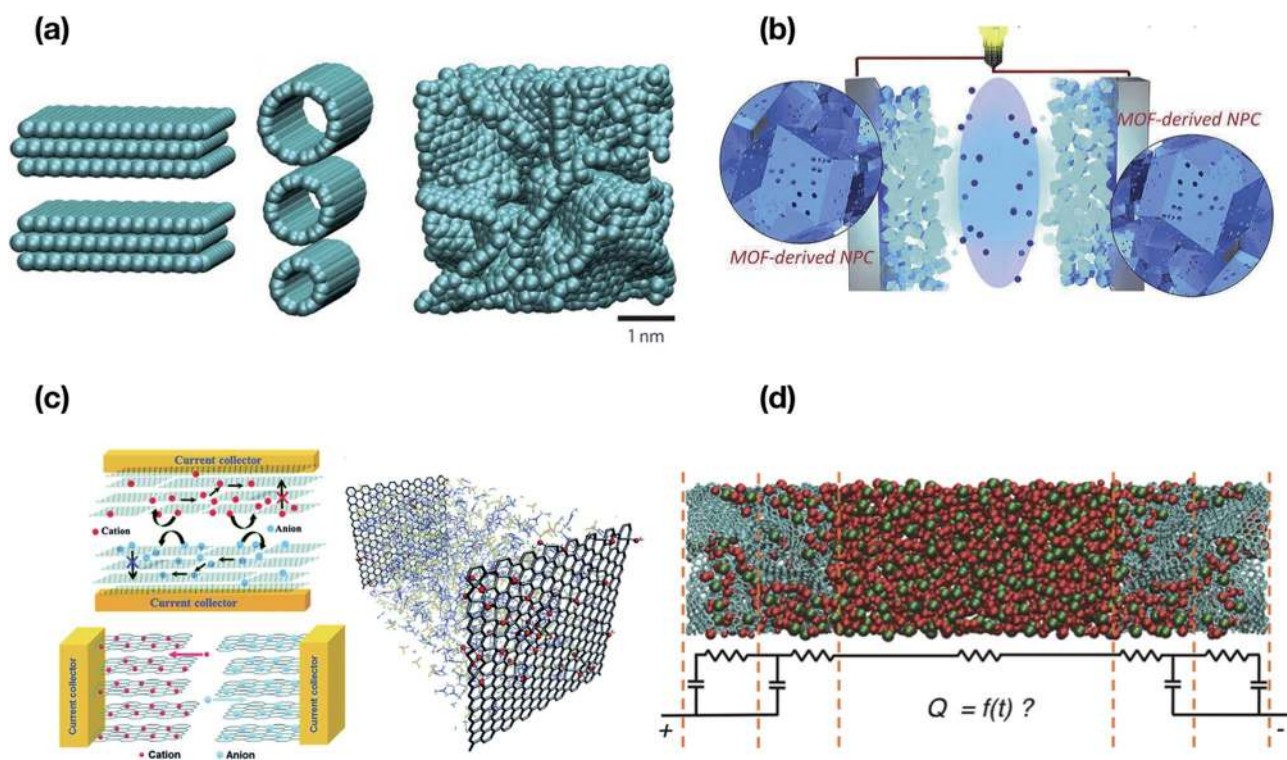 (a)
1 nm
(b)
MOF-derived NPC
MOF-derived NPC
(c)
Current collector
Cation
Anion
Current collector
Current collector
Current collector
Cation
Anion
(d)
Q = f(t) ?
+
-